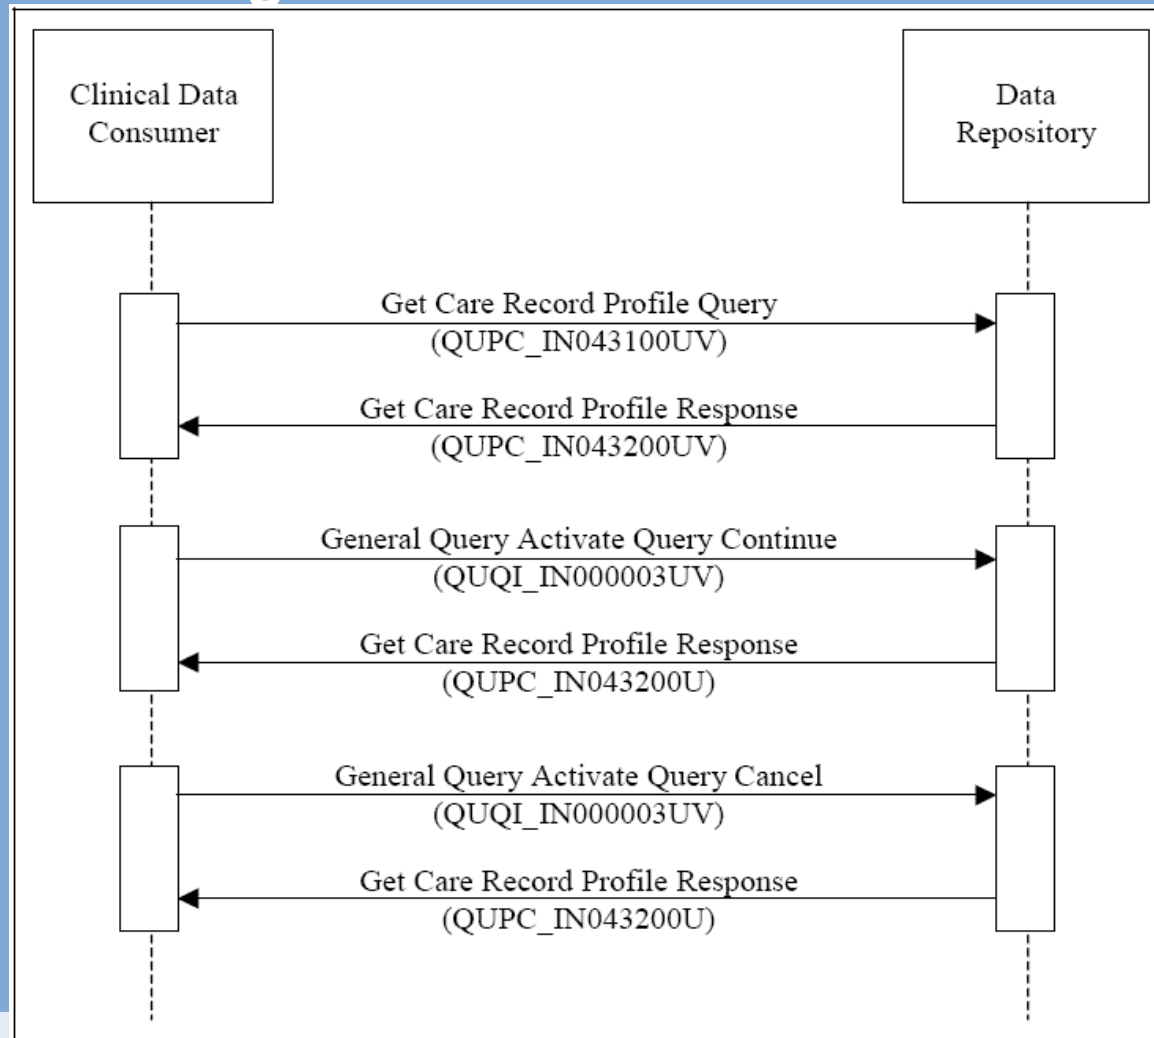 Clinical Data
Consumer
Data
Repository
Get Care Record Profile Query
(QUPC_IN043100UV)
Get Care Record Profile Response
(QUPC_IN043200UV)
General Query Activate Query Continue
(QUQI_IN000003UV)
Get Care Record Profile Response
(QUPC_IN043200U)
General Query Activate Query Cancel
(QUQI_IN000003UV)
Get Care Record Profile Response
(QUPC_IN043200U)